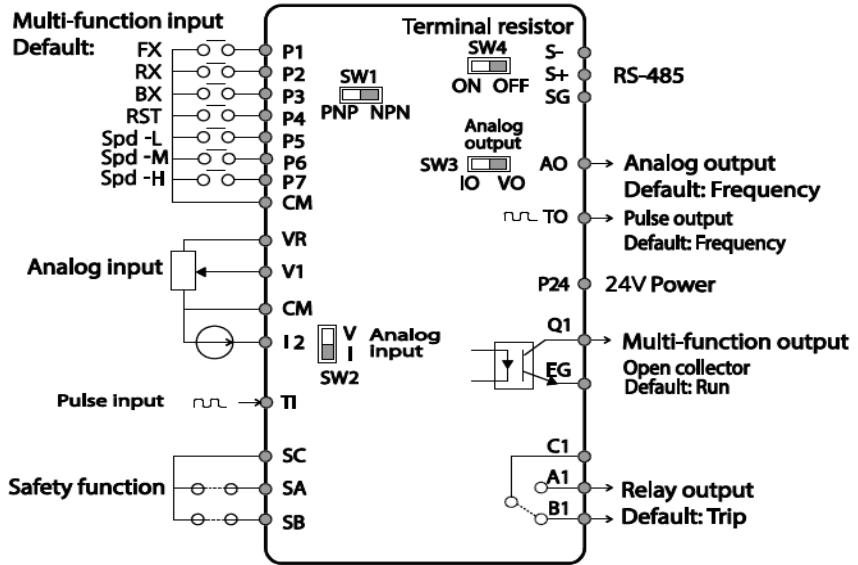 Multi-function input
Default:
FX
P1
RX
P2
BX
P3
RST
P4
Spd -L
P5
Spd -M
P6
Spd -H
P7
CM
SW1
PNP NPN
Terminal resistor
SW4
ON OFF
S-
S+
SG
RS-485
Analog
output
SW3
IO VO
AO
Analog output
Default: Frequency
TO
Pulse output
Default: Frequency
VR
Analog input
V1
CM
I2
V
I
Analog
input
SW2
P24
24V Power
Q1
Multi-function output
EG
Open collector
Default: Run
Pulse input
TI
SC
Safety function
SA
SB
C1
A1
B1
Relay output
Default: Trip